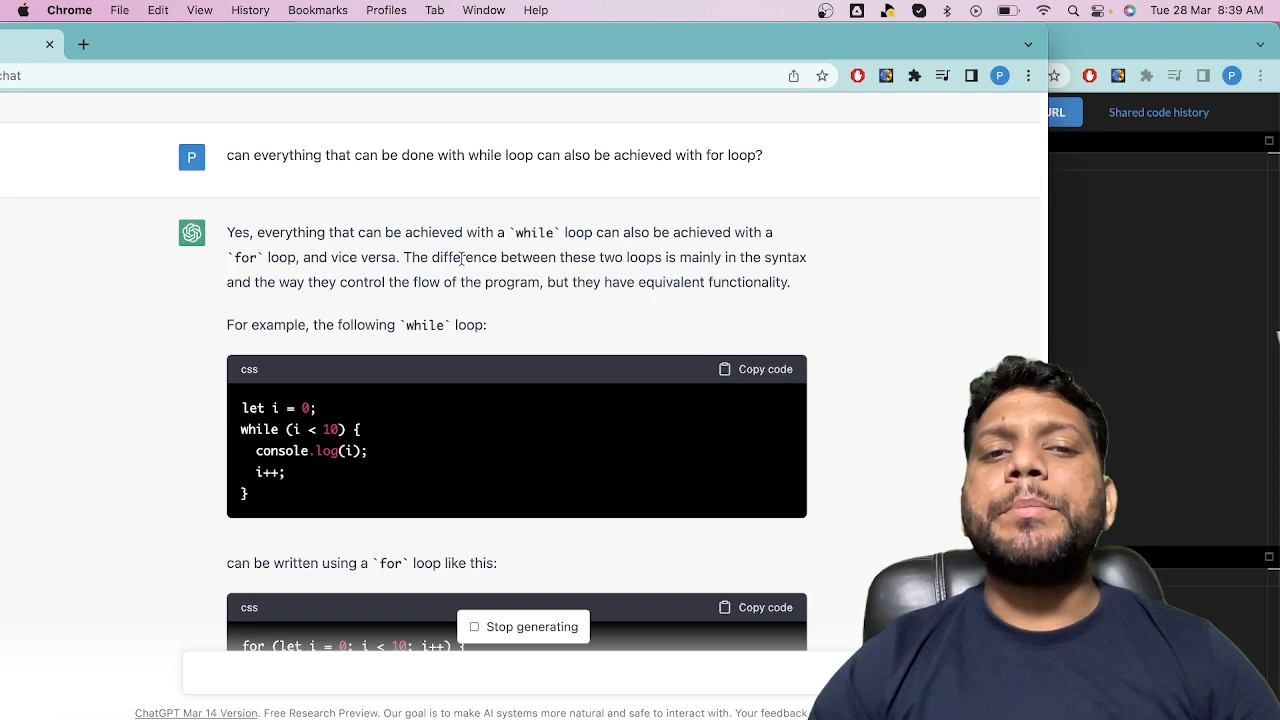 Chrome File Edit View History Bookmarks Profiles Tab Window Help Tue 28 Mar 8:39 AM
chat P P
URL Shared code history
P can everything that can be done with while loop can also be achieved with for loop?
Yes, everything that can be achieved with a `while` loop can also be achieved with a
`for` loop, and vice versa. The difference between these two loops is mainly in the syntax
and the way they control the flow of the program, but they have equivalent functionality.
For example, the following `while` loop:
css Copy code
let i = 0;
while (i < 10) {
console.log(i);
i++;
}
can be written using a `for` loop like this:
css Copy code
Stop generating
for (let i = 0; i < 10; i++) {
ChatGPT Mar 14 Version. Free Research Preview. Our goal is to make AI systems more natural and safe to interact with. Your feedback